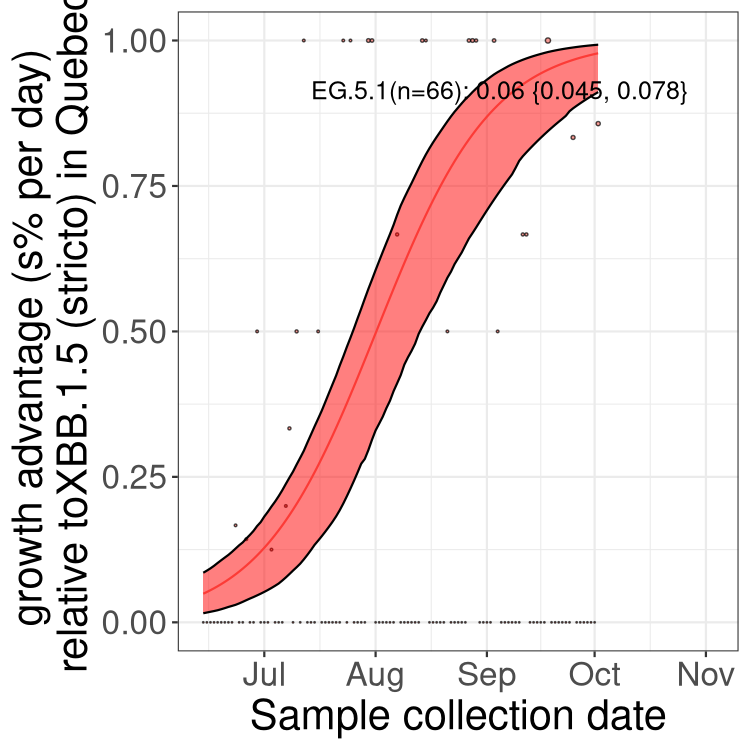 growth advantage (s% per day)
relative toXBB.1.5 (stricto) in Quebec
1.00
0.75
0.50
0.25
0.00
EG.5.1(n=66): 0.06 {0.045, 0.078}
Jul Aug Sep Oct Nov
Sample collection date